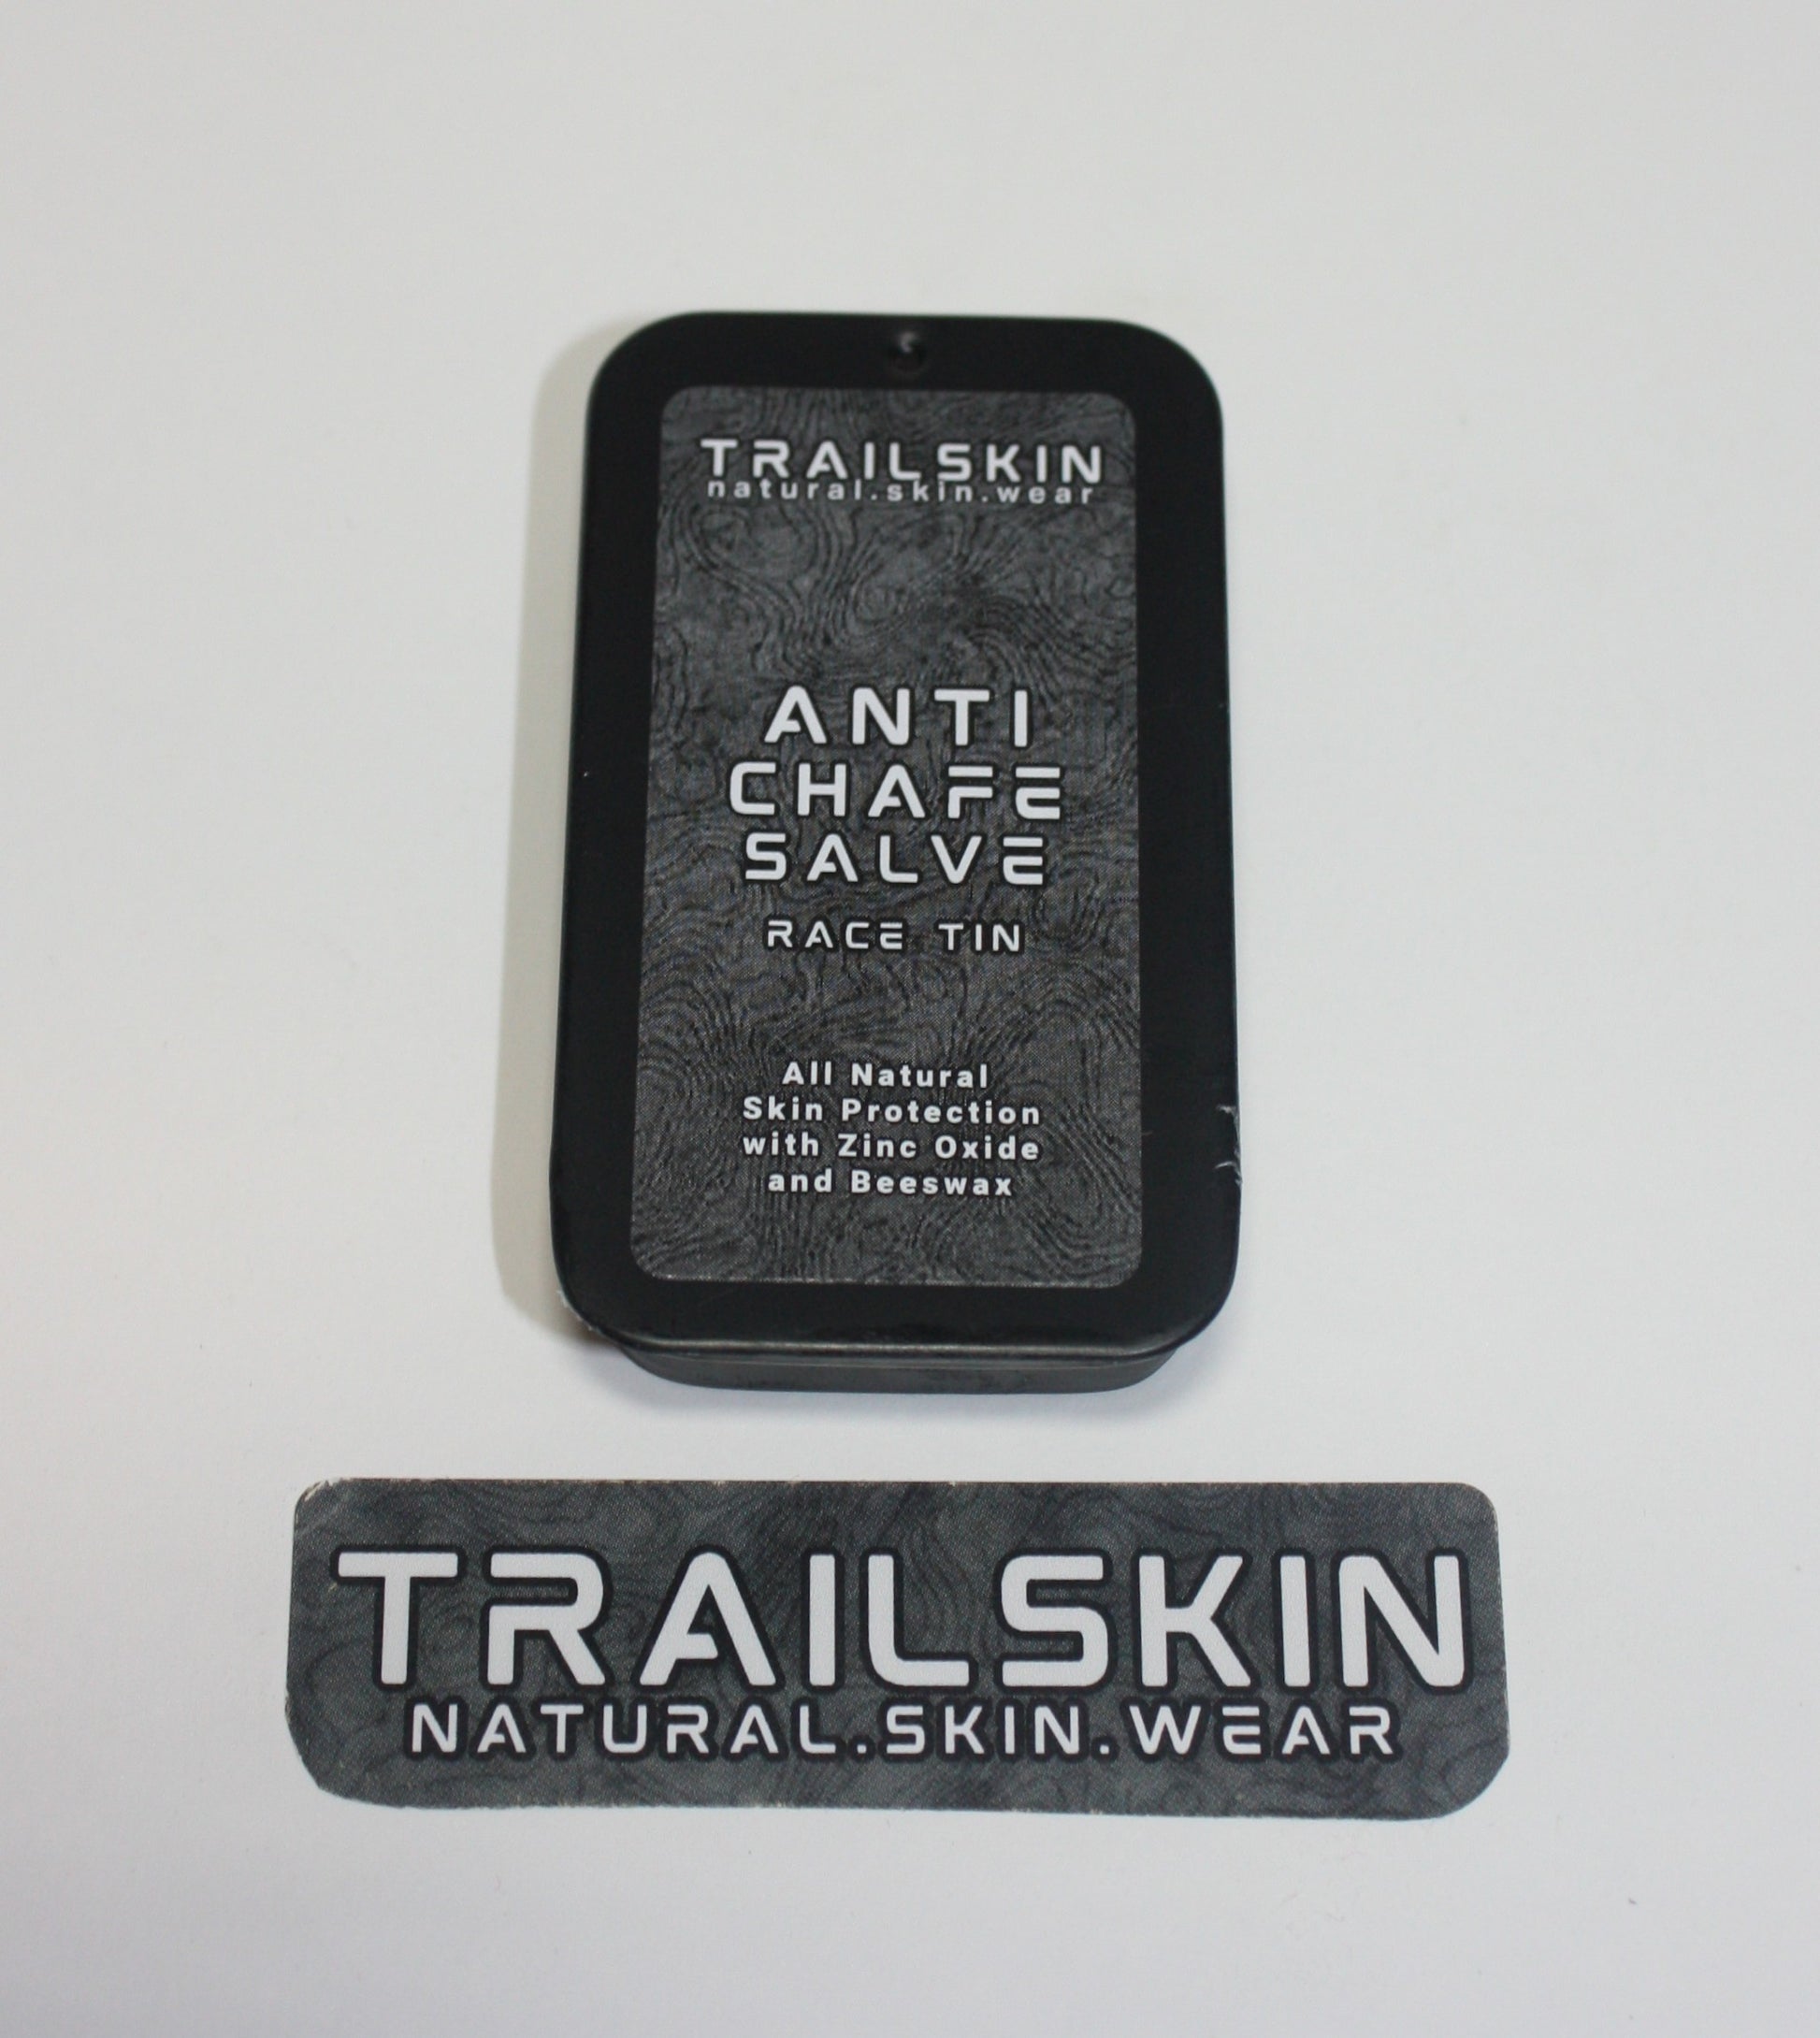 TRAILSKIN
natural.skin.wear
ANTI
CHAFE
SALVE
RACE TIN
All Natural
Skin Protection
with Zinc Oxide
and Beeswax
TRAILSKIN
NATURAL.SKIN.WEAR